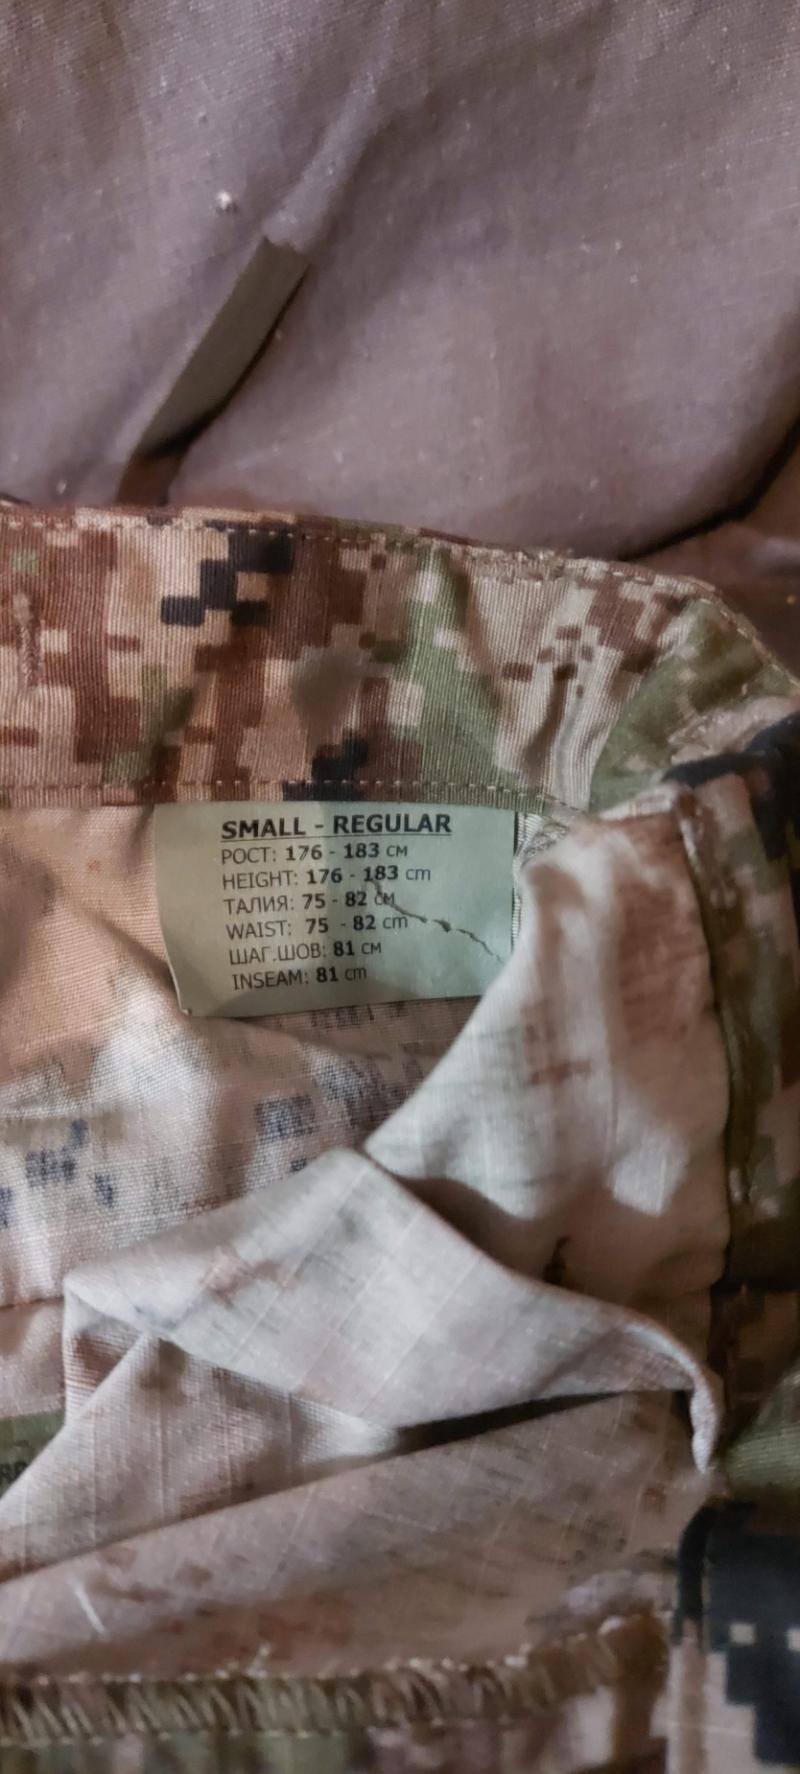 SMALL - REGULAR
РОСТ: 176 - 183 см
HEIGHT: 176 - 183 cm
ТАЛИЯ: 75 - 82 см
WAIST: 75 - 82 cm
ШАГ.ШОВ: 81 см
INSEAM: 81 cm